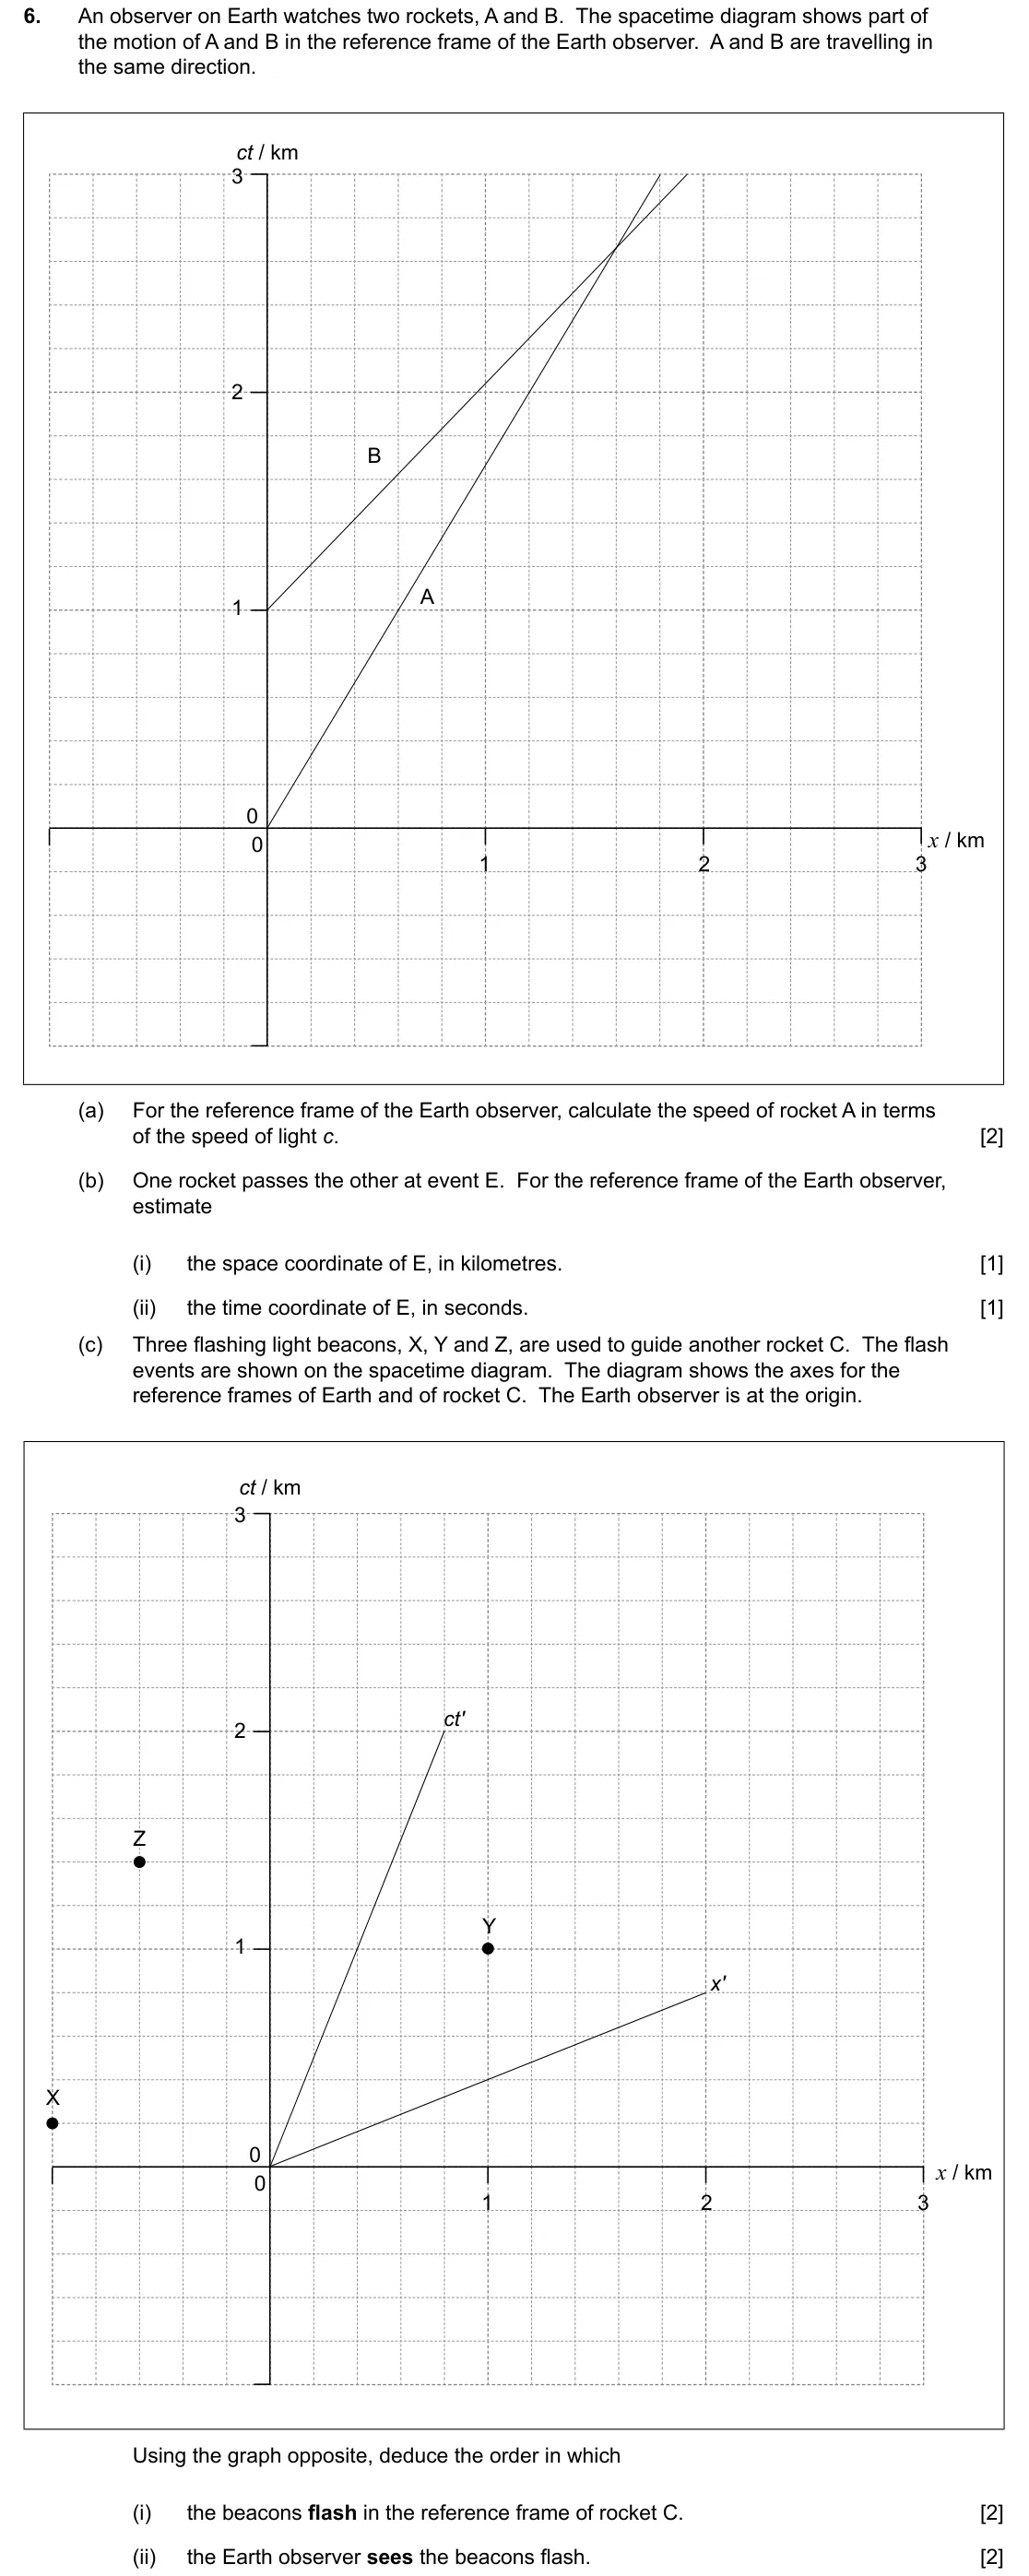 6. An observer on Earth watches two rockets, A and B. The spacetime diagram shows part of
the motion of A and B in the reference frame of the Earth observer. A and B are travelling in
the same direction.
ct / km
3
2
B
1
A
0
0
x / km
1
2
3
(a) For the reference frame of the Earth observer, calculate the speed of rocket A in terms
of the speed of light c. [2]
(b) One rocket passes the other at event E. For the reference frame of the Earth observer,
estimate
(i) the space coordinate of E, in kilometres. [1]
(ii) the time coordinate of E, in seconds. [1]
(c) Three flashing light beacons, X, Y and Z, are used to guide another rocket C. The flash
events are shown on the spacetime diagram. The diagram shows the axes for the
reference frames of Earth and of rocket C. The Earth observer is at the origin.
ct / km
3
ct'
2
Z
Y
1
x'
X
0
0
x / km
1
2
3
Using the graph opposite, deduce the order in which
(i) the beacons flash in the reference frame of rocket C. [2]
(ii) the Earth observer sees the beacons flash. [2]